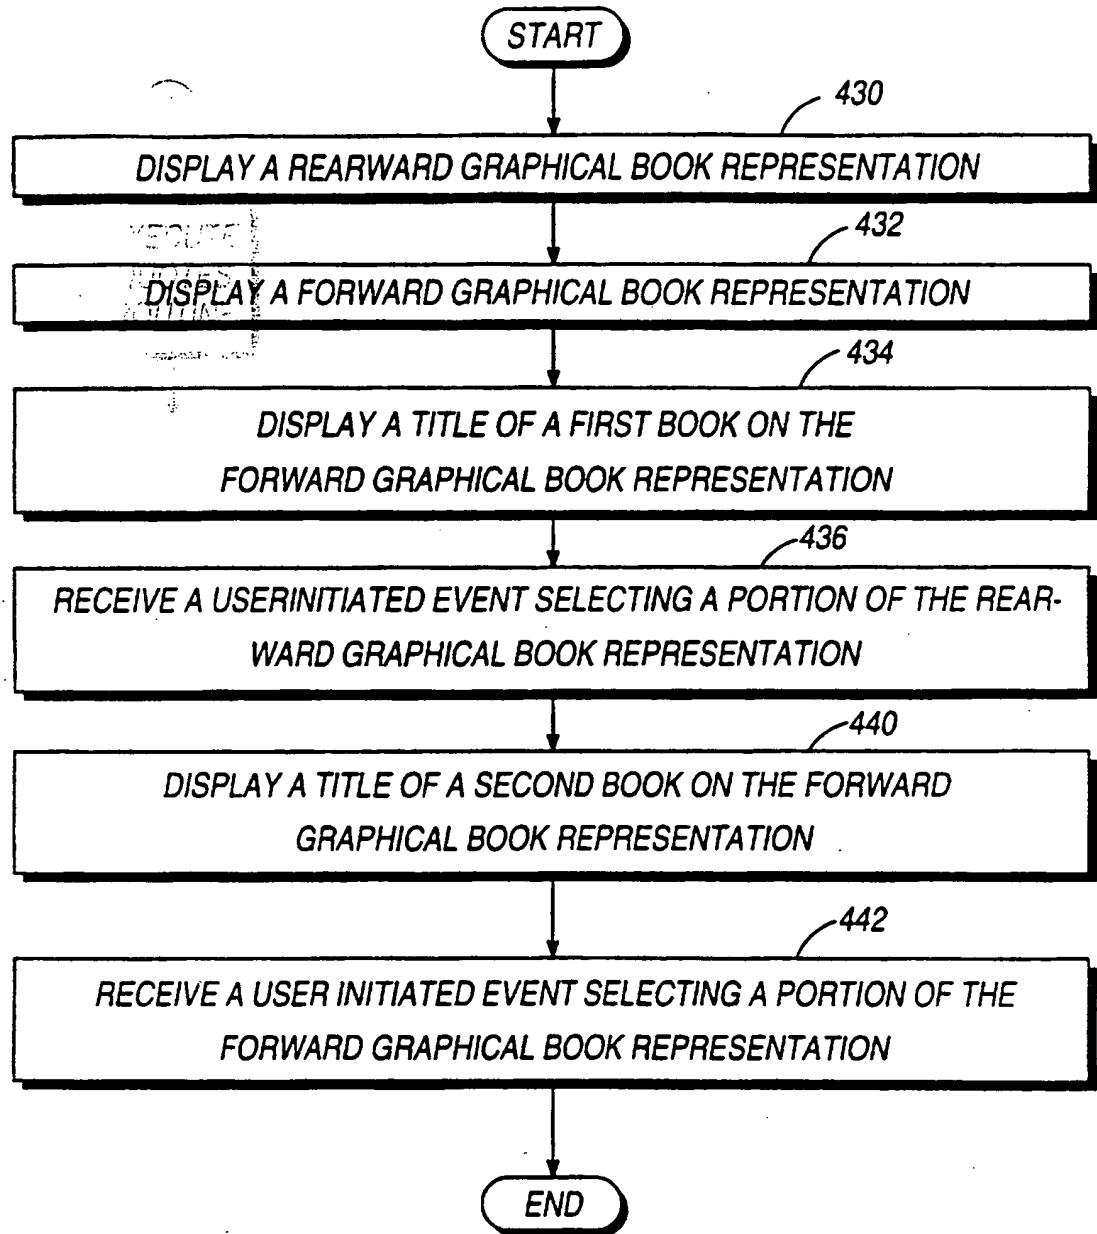 START
430
DISPLAY A REARWARD GRAPHICAL BOOK REPRESENTATION
432
DISPLAY A FORWARD GRAPHICAL BOOK REPRESENTATION
434
DISPLAY A TITLE OF A FIRST BOOK ON THE
FORWARD GRAPHICAL BOOK REPRESENTATION
436
RECEIVE A USERINITIATED EVENT SELECTING A PORTION OF THE REAR-
WARD GRAPHICAL BOOK REPRESENTATION
440
DISPLAY A TITLE OF A SECOND BOOK ON THE FORWARD
GRAPHICAL BOOK REPRESENTATION
442
RECEIVE A USER INITIATED EVENT SELECTING A PORTION OF THE
FORWARD GRAPHICAL BOOK REPRESENTATION
END